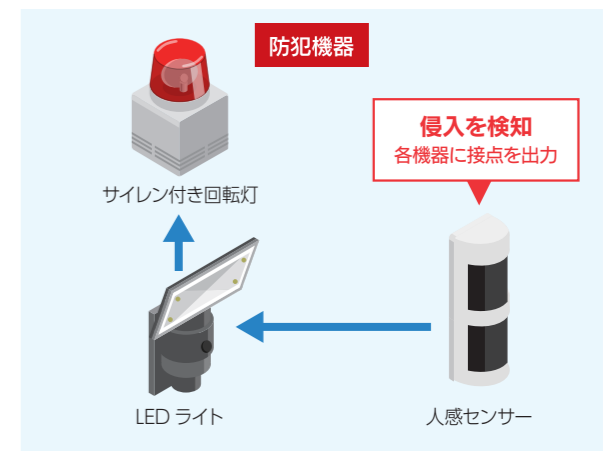 防犯機器
侵入を検知
各機器に接点を出力
サイレン付き回転灯
LED ライト
人感センサー